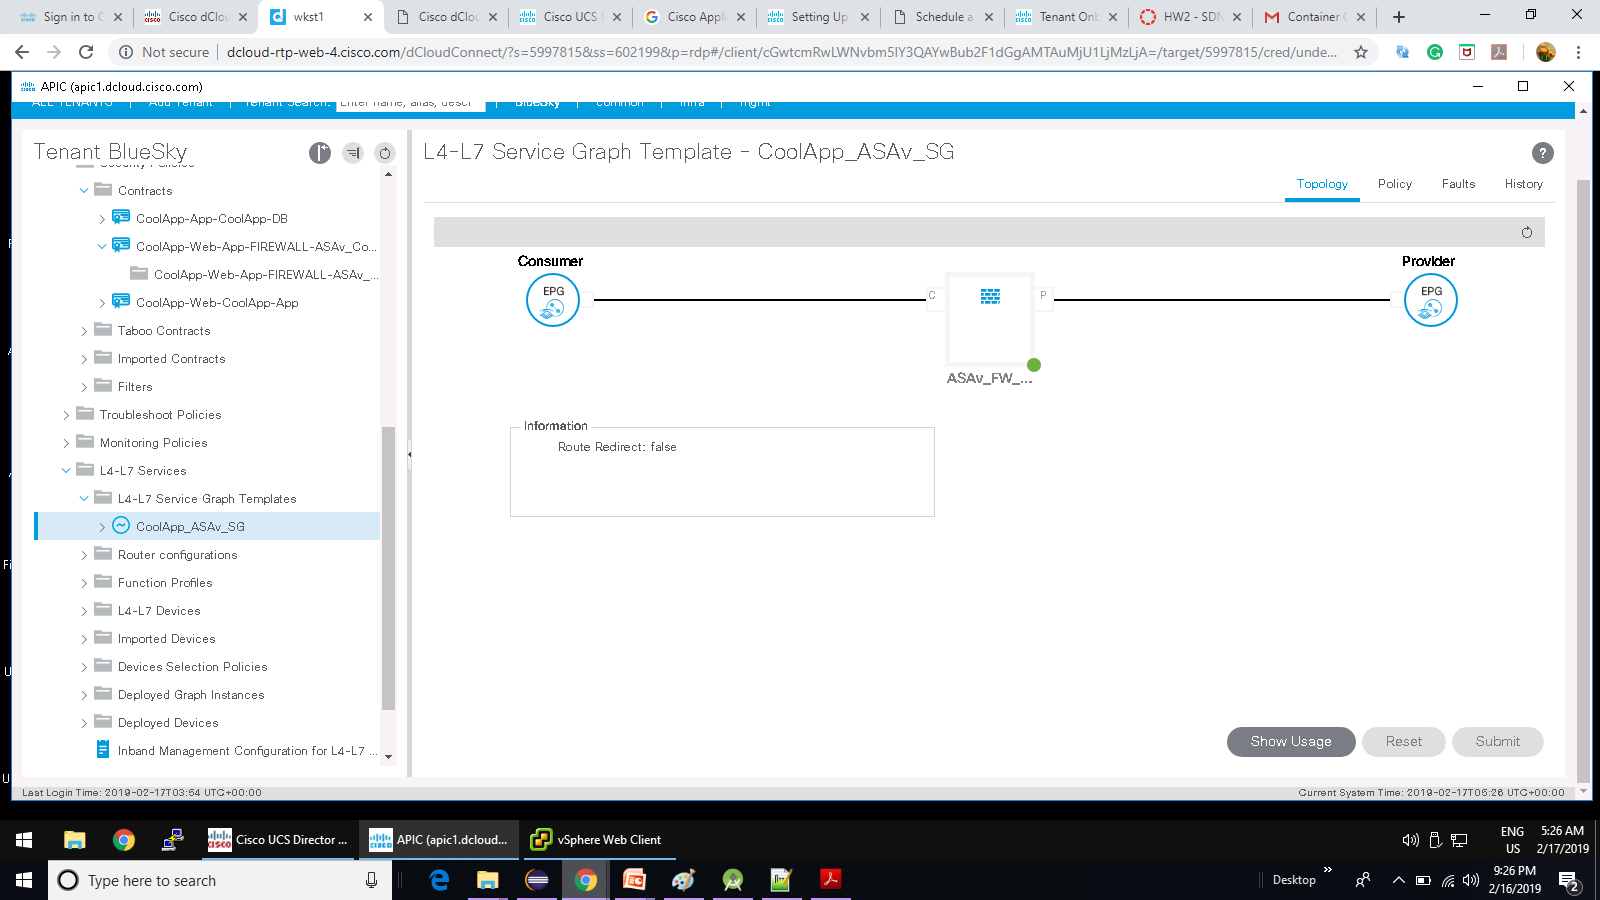 Sign in to C
Cisco dClou
wkst1
Cisco dClou
Cisco UCS
Cisco Appli
Setting Up
Schedule a
Tenant Onb
HW2 - SDN
Container C
Not secure | dcloud-rtp-web-4.cisco.com/dCloudConnect/?s=5997815&ss=602199&p=rdp#/client/cGwtcmRwLWNvbm5lY3QAYwBub2F1dGgAMTAuMjU1LjMzLjA=/target/5997815/cred/unde...
APIC (apic1.dcloud.cisco.com)
ALL TENANTS | Add Tenant | Tenant Search: Enter name, alias, descr | BlueSky | common | infra | mgmt
Tenant BlueSky
Security Policies
Contracts
CoolApp-App-CoolApp-DB
CoolApp-Web-App-FIREWALL-ASAv_Co...
CoolApp-Web-App-FIREWALL-ASAv_...
CoolApp-Web-CoolApp-App
Taboo Contracts
Imported Contracts
Filters
Troubleshoot Policies
Monitoring Policies
L4-L7 Services
L4-L7 Service Graph Templates
CoolApp_ASAv_SG
Router configurations
Function Profiles
L4-L7 Devices
Imported Devices
Devices Selection Policies
Deployed Graph Instances
Deployed Devices
Inband Management Configuration for L4-L7 ...
L4-L7 Service Graph Template - CoolApp_ASAv_SG
?
Topology
Policy
Faults
History
Consumer
EPG
C
P
ASAv_FW_...
Provider
EPG
Information
Route Redirect: false
Show Usage
Reset
Submit
Last Login Time: 2019-02-17T03:54 UTC+00:00
Current System Time: 2019-02-17T05:26 UTC+00:00
Cisco UCS Director ...
APIC (apic1.dcloud...
vSphere Web Client
ENG
US
5:26 AM
2/17/2019
Type here to search
Desktop
9:26 PM
2/16/2019
2